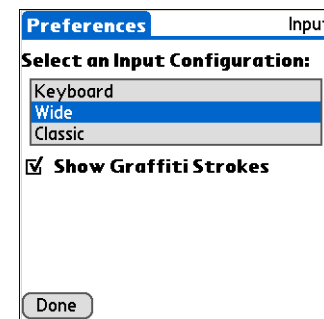 Preferences Input
Select an Input Configuration:
Keyboard
Wide
Classic
Show Graffiti Strokes
Done